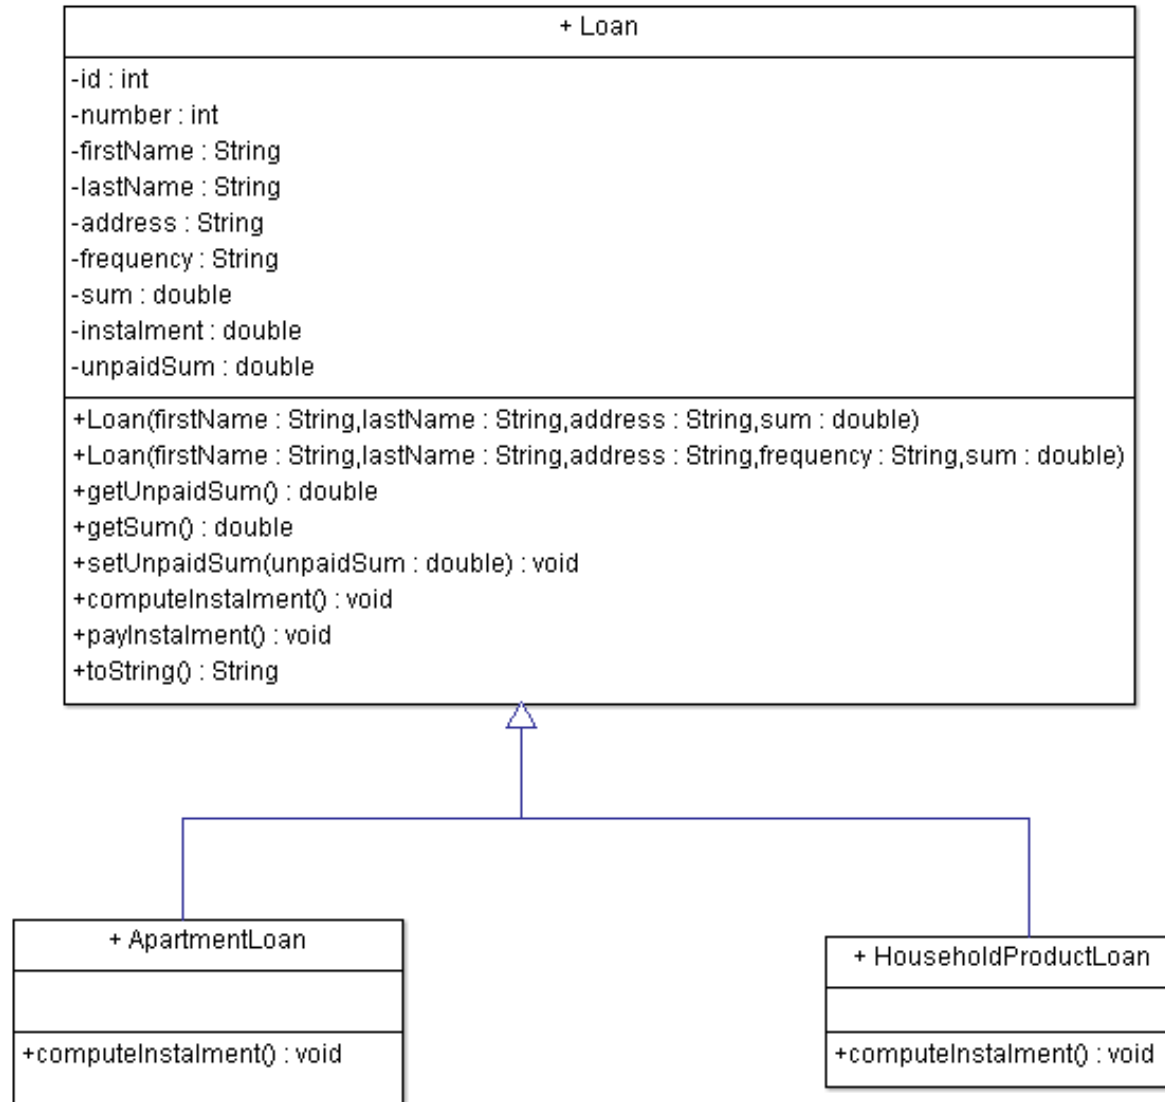 + Loan
-id : int
-number : int
-firstName : String
-lastName : String
-address : String
-frequency : String
-sum : double
-instalment : double
-unpaidSum : double
+Loan(firstName : String,lastName : String,address : String,sum : double)
+Loan(firstName : String,lastName : String,address : String,frequency : String,sum : double)
+getUnpaidSum() : double
+getSum() : double
+setUnpaidSum(unpaidSum : double) : void
+computeInstalment() : void
+payInstalment() : void
+toString() : String
+ ApartmentLoan
+computeInstalment() : void
+ HouseholdProductLoan
+computeInstalment() : void